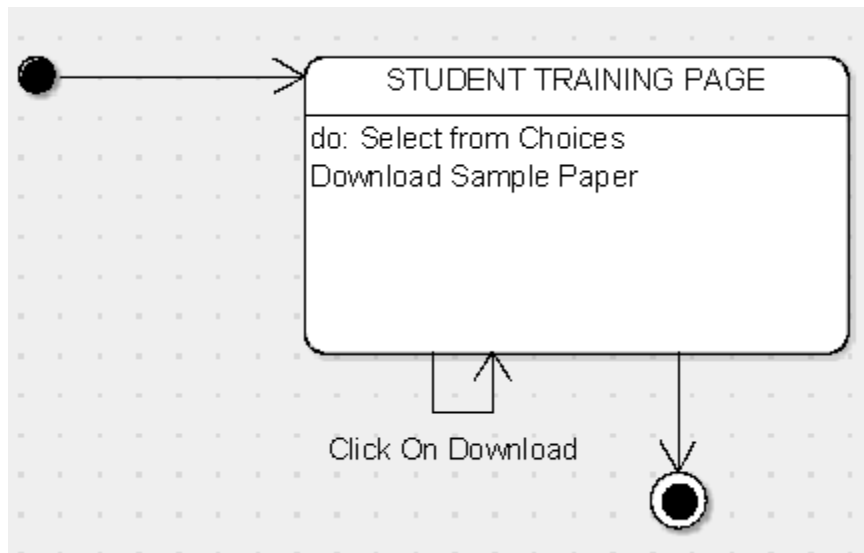 STUDENT TRAINING PAGE
do: Select from Choices
Download Sample Paper
Click On Download